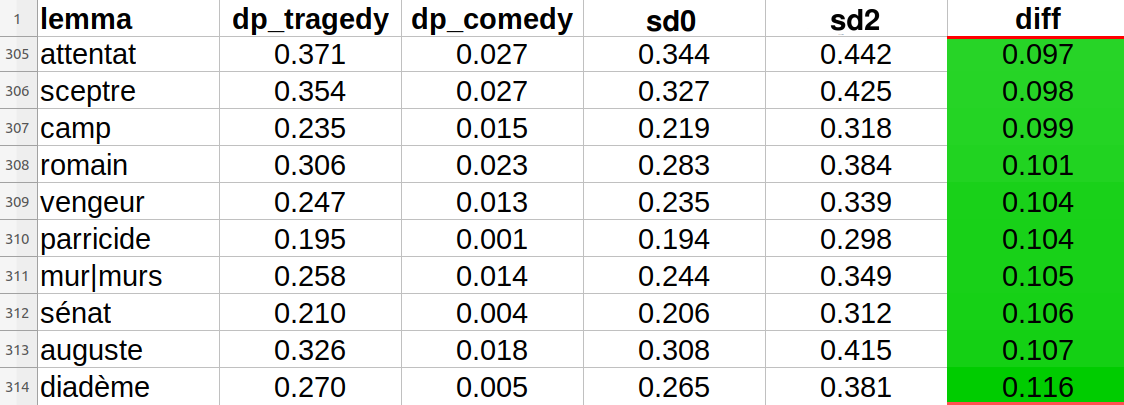 1 lemma dp_tragedy dp_comedy sd0 sd2 diff
305 attentat 0.371 0.027 0.344 0.442 0.097
306 sceptre 0.354 0.027 0.327 0.425 0.098
307 camp 0.235 0.015 0.219 0.318 0.099
308 romain 0.306 0.023 0.283 0.384 0.101
309 vengeur 0.247 0.013 0.235 0.339 0.104
310 parricide 0.195 0.001 0.194 0.298 0.104
311 mur|murs 0.258 0.014 0.244 0.349 0.105
312 sénat 0.210 0.004 0.206 0.312 0.106
313 auguste 0.326 0.018 0.308 0.415 0.107
314 diadème 0.270 0.005 0.265 0.381 0.116